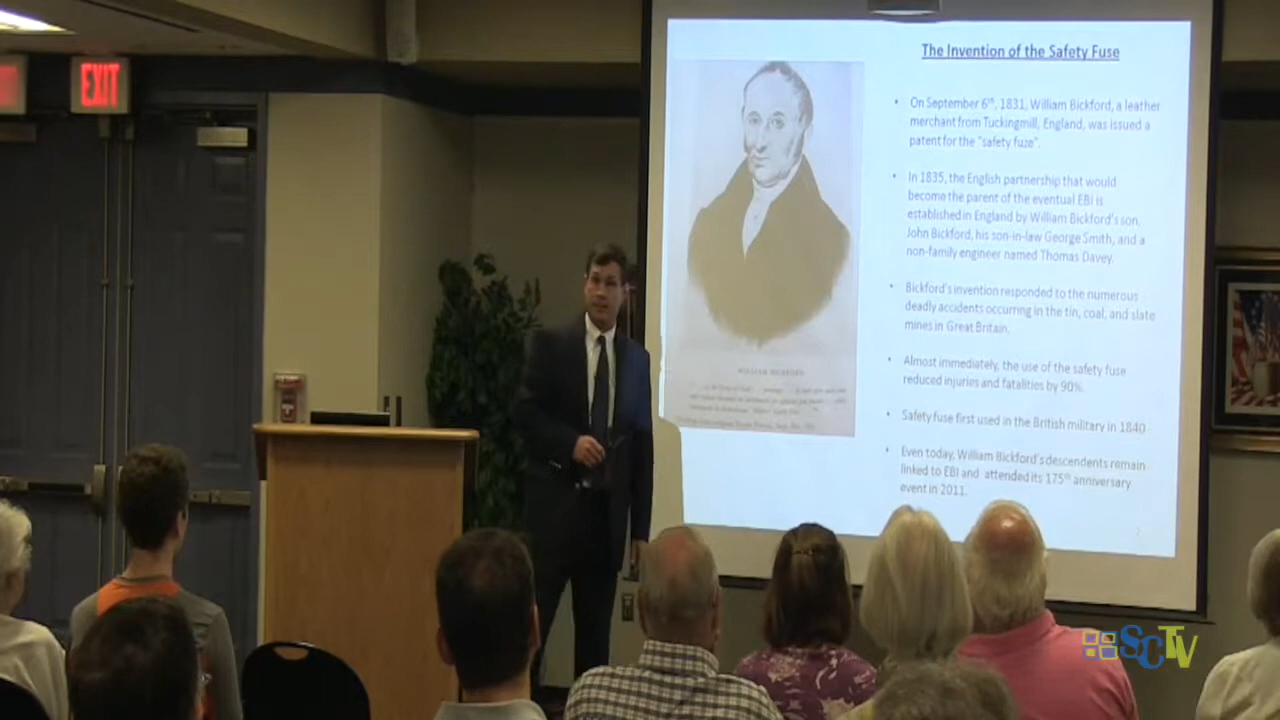 EXIT
The Invention of the Safety Fuse
• On September 6th, 1831, William Bickford, a leather
merchant from Tuckingmill, England, was issued a
patent for the "safety fuze".
• In 1835, the English partnership that would
become the parent of the eventual EBI is
established in England by William Bickford's son,
John Bickford, his son-in-law George Smith, and a
non-family engineer named Thomas Davey.
• Bickford's invention responded to the numerous
deadly accidents occurring in the tin, coal, and slate
mines in Great Britain.
• Almost immediately, the use of the safety fuse
reduced injuries and fatalities by 90%.
• Safety fuse first used in the British military in 1840
• Even today, William Bickford's descendents remain
linked to EBI and attended its 175th anniversary
event in 2011.
WILLIAM BICKFORD
SCTV